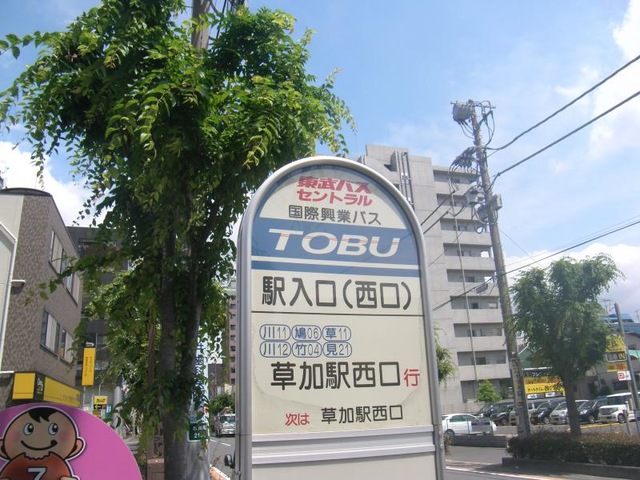 東武バス
セントラル
国際興業バス
TOBU
駅入口(西口)
川11 鳩06 草11
川12 竹04 見21
草加駅西口行
次は 草加駅西口
7